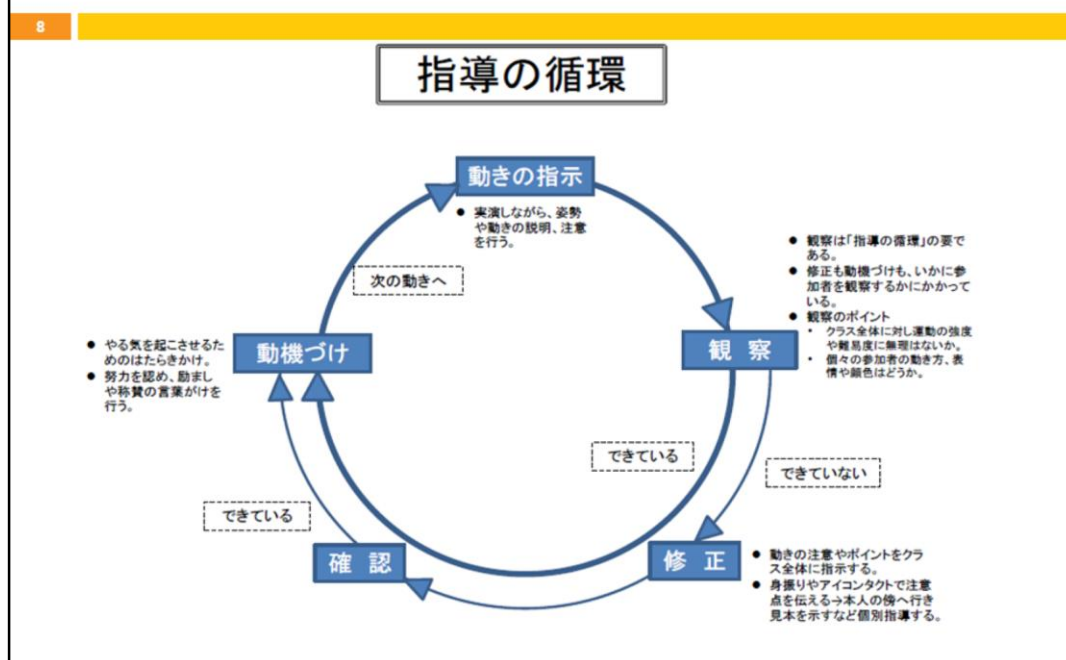 8
指導の循環
動きの指示
● 実演しながら、姿勢
や動きの説明、注意
を行う。
● 観察は「指導の循環」の要で
ある。
● 修正も動機づけも、いかに参
加者を観察するかにかかって
いる。
● 観察のポイント
• クラス全体に対し運動の強度
や難易度に無理はないか。
• 個々の参加者の動き方、表
情や顔色はどうか。
次の動きへ
動機づけ
● やる気を起こさせるた
めのはたらきかけ。
● 努力を認め、励まし
や称賛の言葉がけを
行う。
観 察
できている
できていない
できている
確 認
修 正
● 動きの注意やポイントをクラ
ス全体に指示する。
● 身振りやアイコンタクトで注意
点を伝える→本人の傍へ行き
見本を示すなど個別指導する。